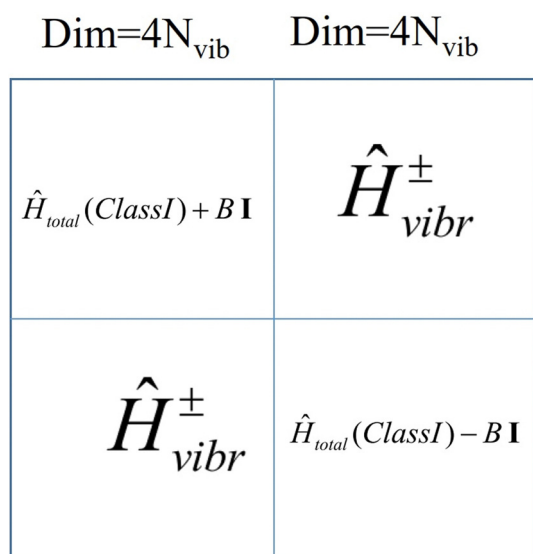 Dim=4N_vib Dim=4N_vib
Ĥ_total (ClassI) + B I
Ĥ^±_vibr
Ĥ^±_vibr
Ĥ_total (ClassI) − B I